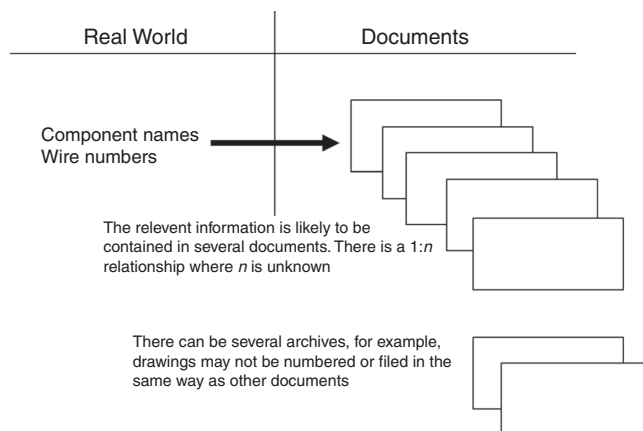 Real World
Documents
Component names
Wire numbers
The relevent information is likely to be
contained in several documents. There is a 1:n
relationship where n is unknown
There can be several archives, for example,
drawings may not be numbered or filed in the
same way as other documents